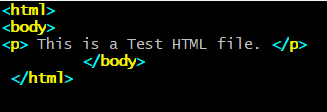 <html>
<body>
<p> This is a Test HTML file. </p>
</body>
</html>